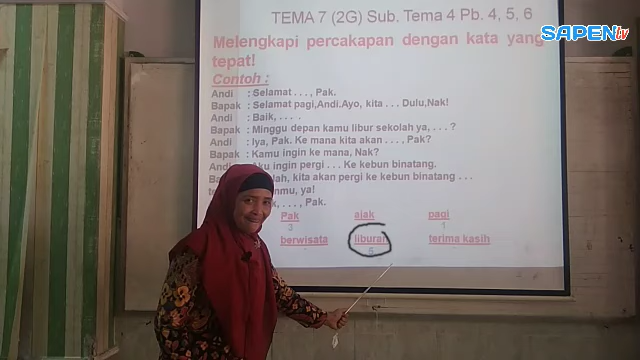 TEMA 7 (2G) Sub. Tema 4 Pb. 4, 5, 6
SAPEN tv
Melengkapi percakapan dengan kata yang
tepat!
Contoh :
Andi : Selamat . . . , Pak.
Bapak : Selamat pagi,Andi.Ayo, kita . . . Dulu,Nak!
Andi : Baik, . . . .
Bapak : Minggu depan kamu libur sekolah ya, . . . ?
Andi : Iya, Pak. Ke mana kita akan . . . , Pak?
Bapak : Kamu ingin ke mana, Nak?
Andi Aku ingin pergi . . . Ke kebun binatang,
kita akan pergi ke kebun binatang . . .
ya!
. . . , Pak.
Pak ajak pagi
3 1
berwisata liburan terima kasih
5